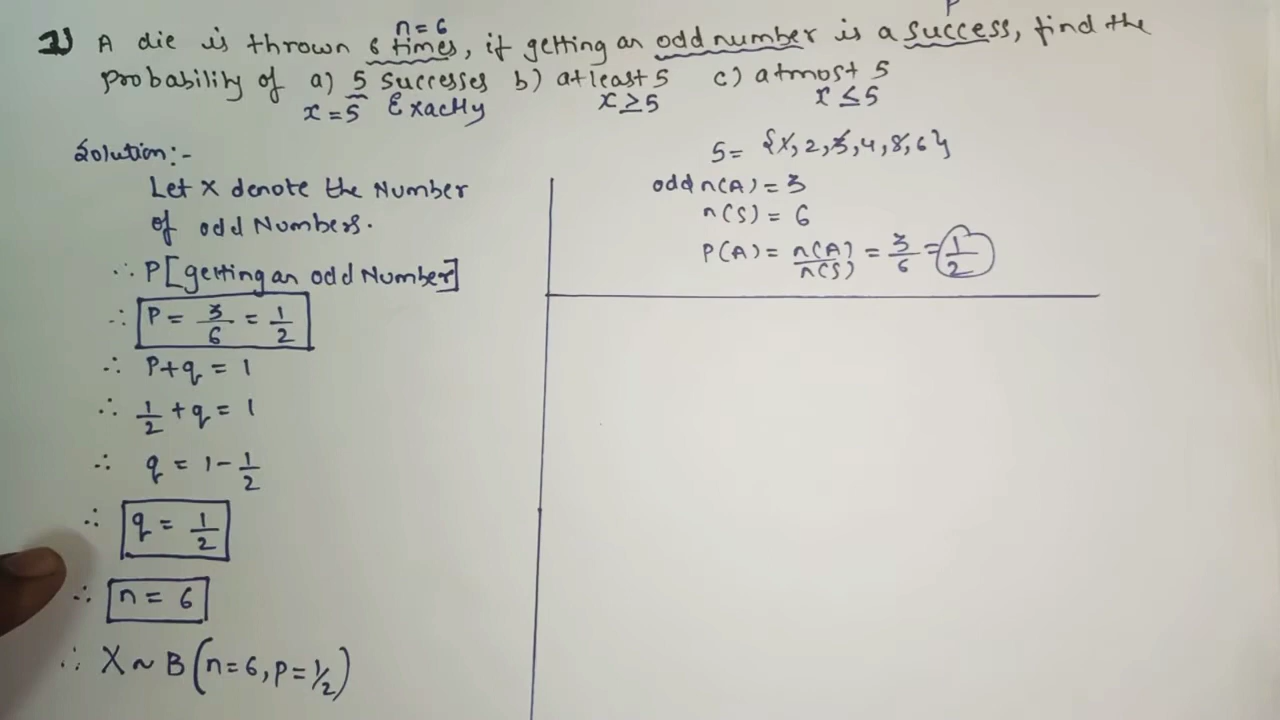 n=6
P
2) A die is thrown 6 times, if getting an odd number is a success, find the
probability of a) 5 successes b) atleast 5 c) atmost 5
x=5 Exactly x≥5 x≤5
Solution:-
Let X denote the Number
of odd Numbers.
∴ P[getting an odd Number]
∴ P = 3/6 = 1/2
∴ P+q = 1
∴ 1/2 + q = 1
∴ q = 1 - 1/2
∴ q = 1/2
∴ n = 6
∴ X ~ B(n=6, P=1/2)
S = {1, 2, 3, 4, 5, 6}
odd n(A) = 3
n(S) = 6
P(A) = n(A)/n(S) = 3/6 = 1/2